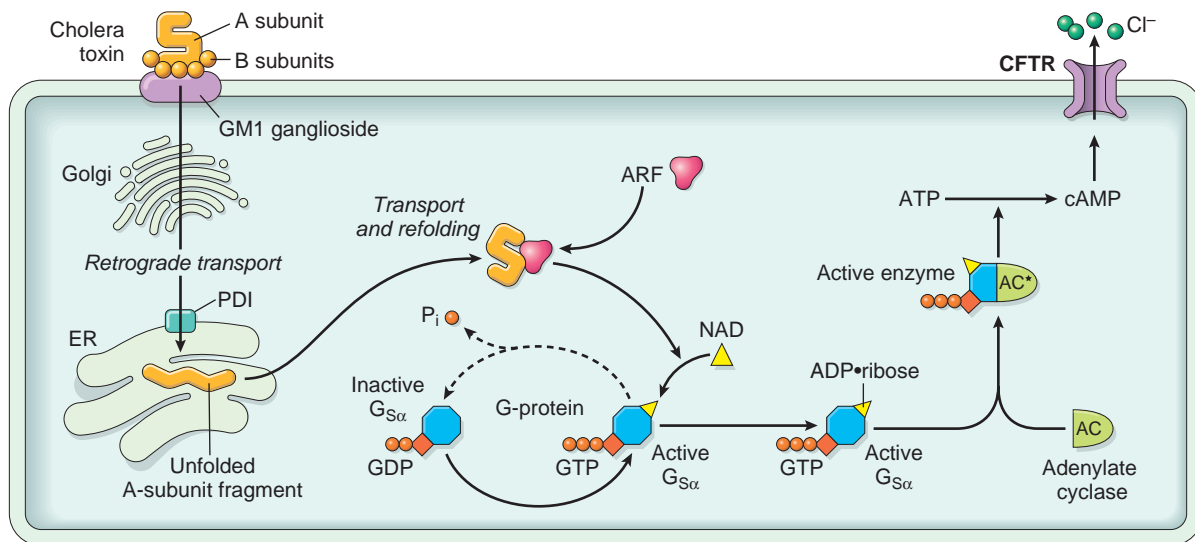 Cholera
toxin
A subunit
B subunits
GM1 ganglioside
Golgi
Retrograde transport
PDI
ER
Unfolded
A-subunit fragment
Transport
and refolding
ARF
Pi
NAD
Inactive
GSα
GDP
G-protein
GTP
Active
GSα
ADP•ribose
GTP
Active
GSα
Active enzyme
AC★
AC
Adenylate
cyclase
ATP
cAMP
CFTR
Cl–